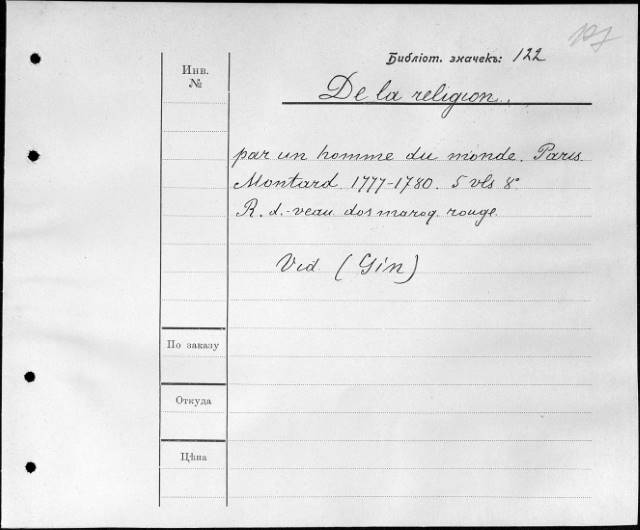 Библіот. значекъ: 122
Инв.
№
De la religion.
par un homme du monde. Paris.
Montard 1777-1780. 5 vls 8°
R. d.-veau dos maroq. rouge
Vid (Gin)
По заказу
Откуда
Цѣна